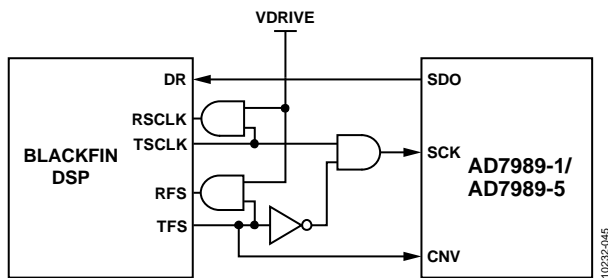 VDRIVE
DR
SDO
RSCLK
TSCLK
SCK
BLACKFIN
DSP
AD7989-1/
AD7989-5
RFS
TFS
CNV
10232-045